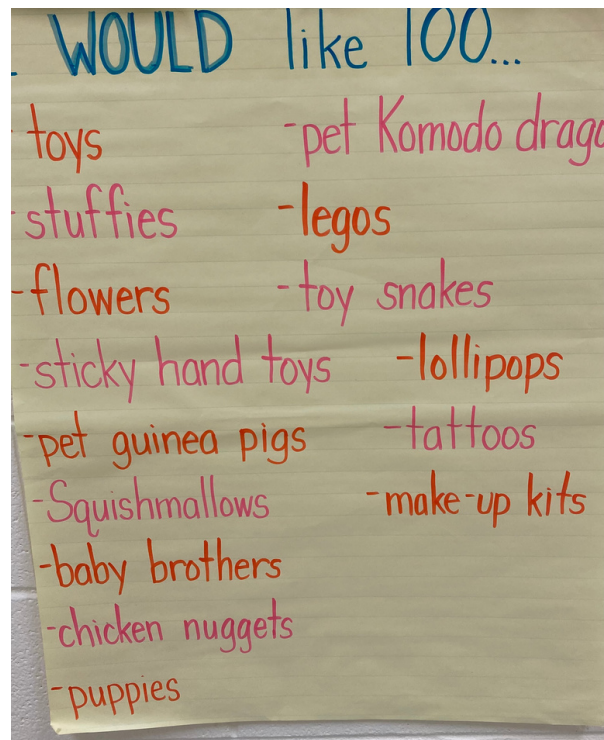 WOULD like 100...
- toys
- stuffies
- flowers
- sticky hand toys
- pet guinea pigs
- Squishmallows
- baby brothers
- chicken nuggets
- puppies
- pet Komodo drago
- legos
- toy snakes
- lollipops
- tattoos
- make-up kits